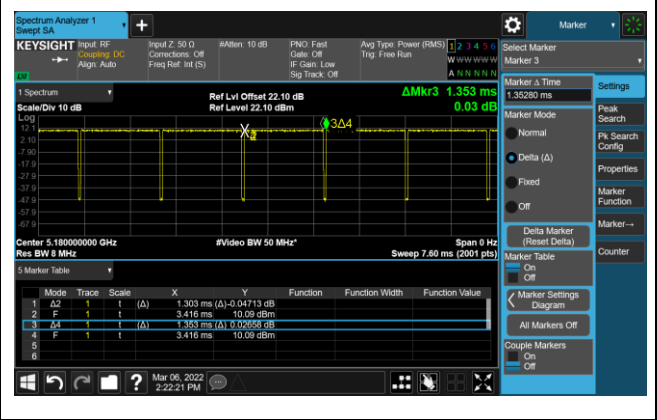 Spectrum Analyzer 1
Swept SA
Marker
KEYSIGHT
Input: RF
Coupling: DC
Align: Auto
Input Z: 50 Ω
Corrections: Off
Freq Ref: Int (S)
#Atten: 10 dB
PNO: Fast
Gate: Off
IF Gain: Low
Sig Track: Off
Avg Type: Power (RMS)
Trig: Free Run
1 2 3 4 5 6
W W W W W W
A N N N N N
LXI
Select Marker
Marker 3
1 Spectrum
Scale/Div 10 dB
Ref Lvl Offset 22.10 dB
Ref Level 22.10 dBm
ΔMkr3 1.353 ms
0.03 dB
Log
12.1
2.10
-7.90
-17.9
-27.9
-37.9
-47.9
-57.9
-67.9
3Δ4
Center 5.180000000 GHz
Res BW 8 MHz
#Video BW 50 MHz*
Span 0 Hz
Sweep 7.60 ms (2001 pts)
5 Marker Table
Mode Trace Scale X Y Function Function Width Function Value
1 Δ2 1 t (Δ) 1.303 ms (Δ) -0.04713 dB
2 F 1 t 3.416 ms 10.09 dBm
3 Δ4 1 t (Δ) 1.353 ms (Δ) 0.02658 dB
4 F 1 t 3.416 ms 10.09 dBm
5
6
Marker Δ Time
1.35280 ms
Marker Mode
Normal
Delta (Δ)
Fixed
Off
Delta Marker
(Reset Delta)
Marker Table
On
Off
Marker Settings
Diagram
All Markers Off
Couple Markers
On
Off
Settings
Peak
Search
Pk Search
Config
Properties
Marker
Function
Marker→
Counter
Mar 06, 2022
2:22:21 PM